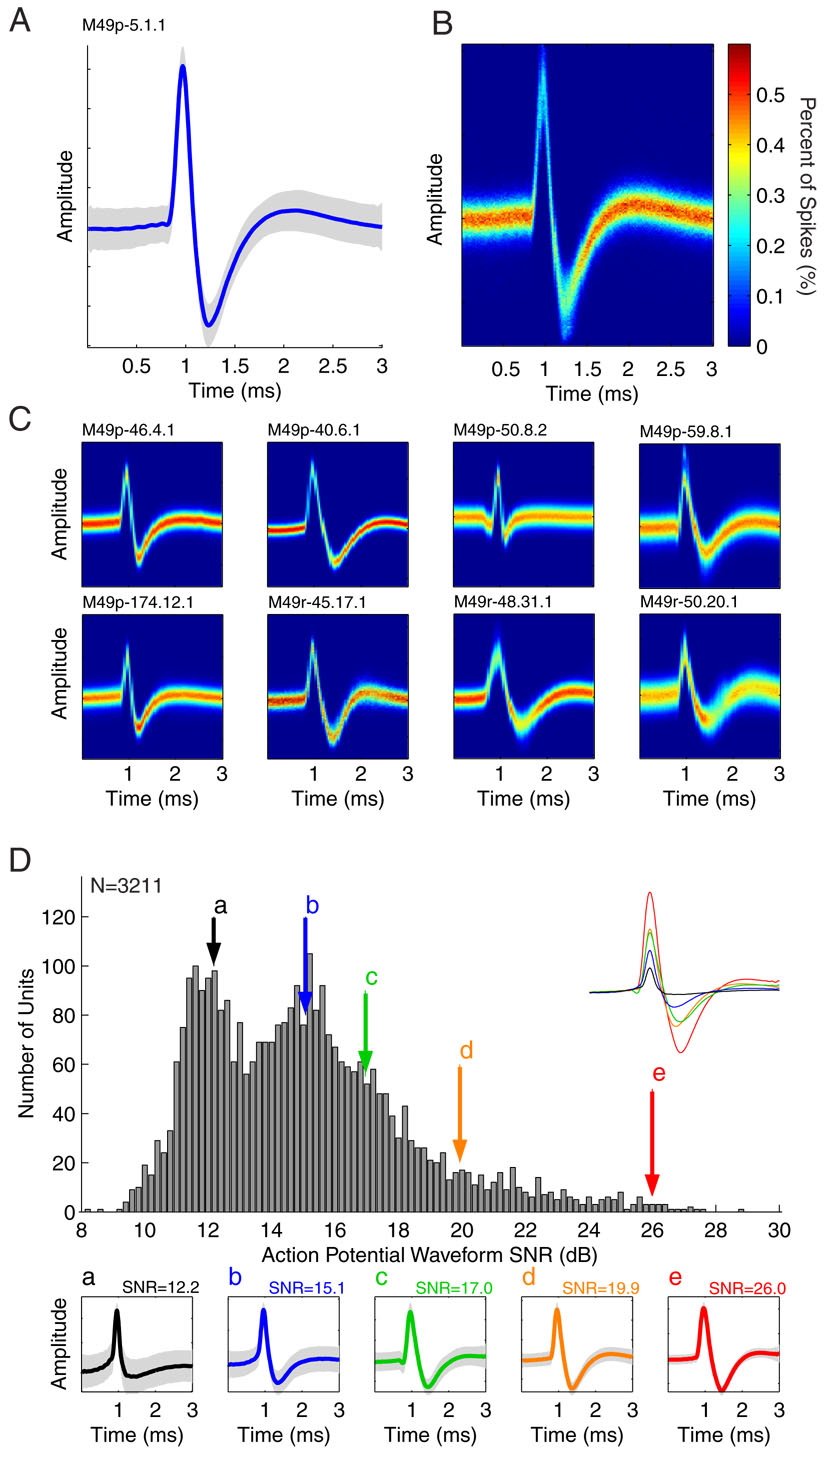 A
M49p-5.1.1
Amplitude
0.5 1 1.5 2 2.5 3
Time (ms)
B
Amplitude
0.5 1 1.5 2 2.5 3
Time (ms)
0.5
0.4
0.3
0.2
0.1
0
Percent of Spikes (%)
C
M49p-46.4.1 M49p-40.6.1 M49p-50.8.2 M49p-59.8.1
Amplitude
M49p-174.12.1 M49r-45.17.1 M49r-48.31.1 M49r-50.20.1
Amplitude
1 2 3 1 2 3 1 2 3 1 2 3
Time (ms) Time (ms) Time (ms) Time (ms)
D
N=3211
a b c d e
Number of Units
120
100
80
60
40
20
0
8 10 12 14 16 18 20 22 24 26 28 30
Action Potential Waveform SNR (dB)
a b c d e
SNR=12.2 SNR=15.1 SNR=17.0 SNR=19.9 SNR=26.0
Amplitude
1 2 3 1 2 3 1 2 3 1 2 3 1 2 3
Time (ms) Time (ms) Time (ms) Time (ms) Time (ms)